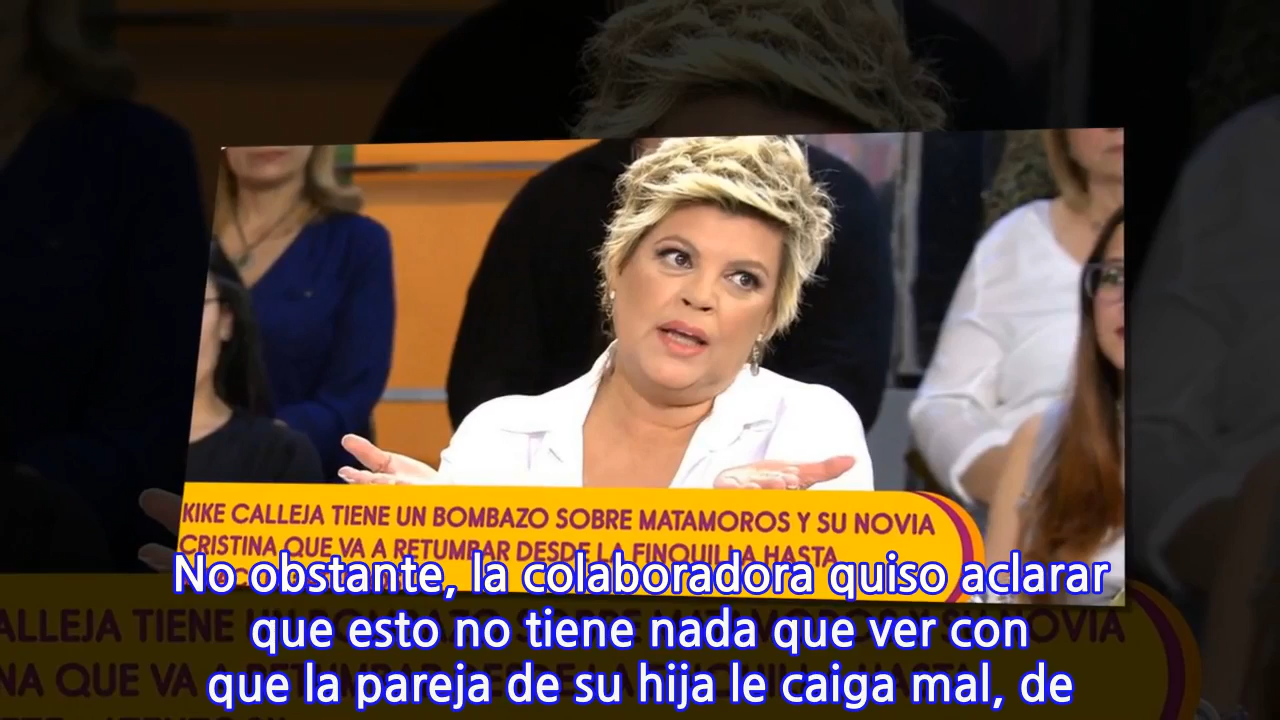 KIKE CALLEJA TIENE UN BOMBAZO SOBRE MATAMOROS Y SU NOVIA
CRISTINA QUE VA A RETUMBAR DESDE LA FINQUILLA HASTA
No obstante, la colaboradora quiso aclarar
que esto no tiene nada que ver con
que la pareja de su hija le caiga mal, de